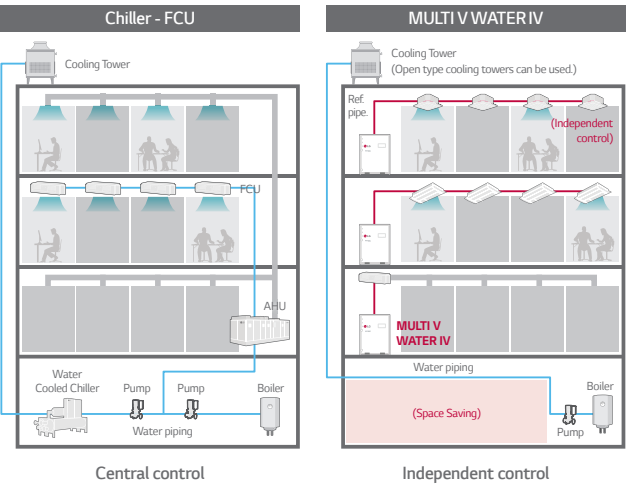 Chiller - FCU
Cooling Tower
FCU
AHU
Water
Cooled Chiller
Pump
Pump
Boiler
Water piping
Central control
MULTI V WATER IV
Cooling Tower
(Open type cooling towers can be used.)
Ref.
pipe.
(Independent
control)
MULTI V
WATER IV
Water piping
(Space Saving)
Boiler
Pump
Independent control